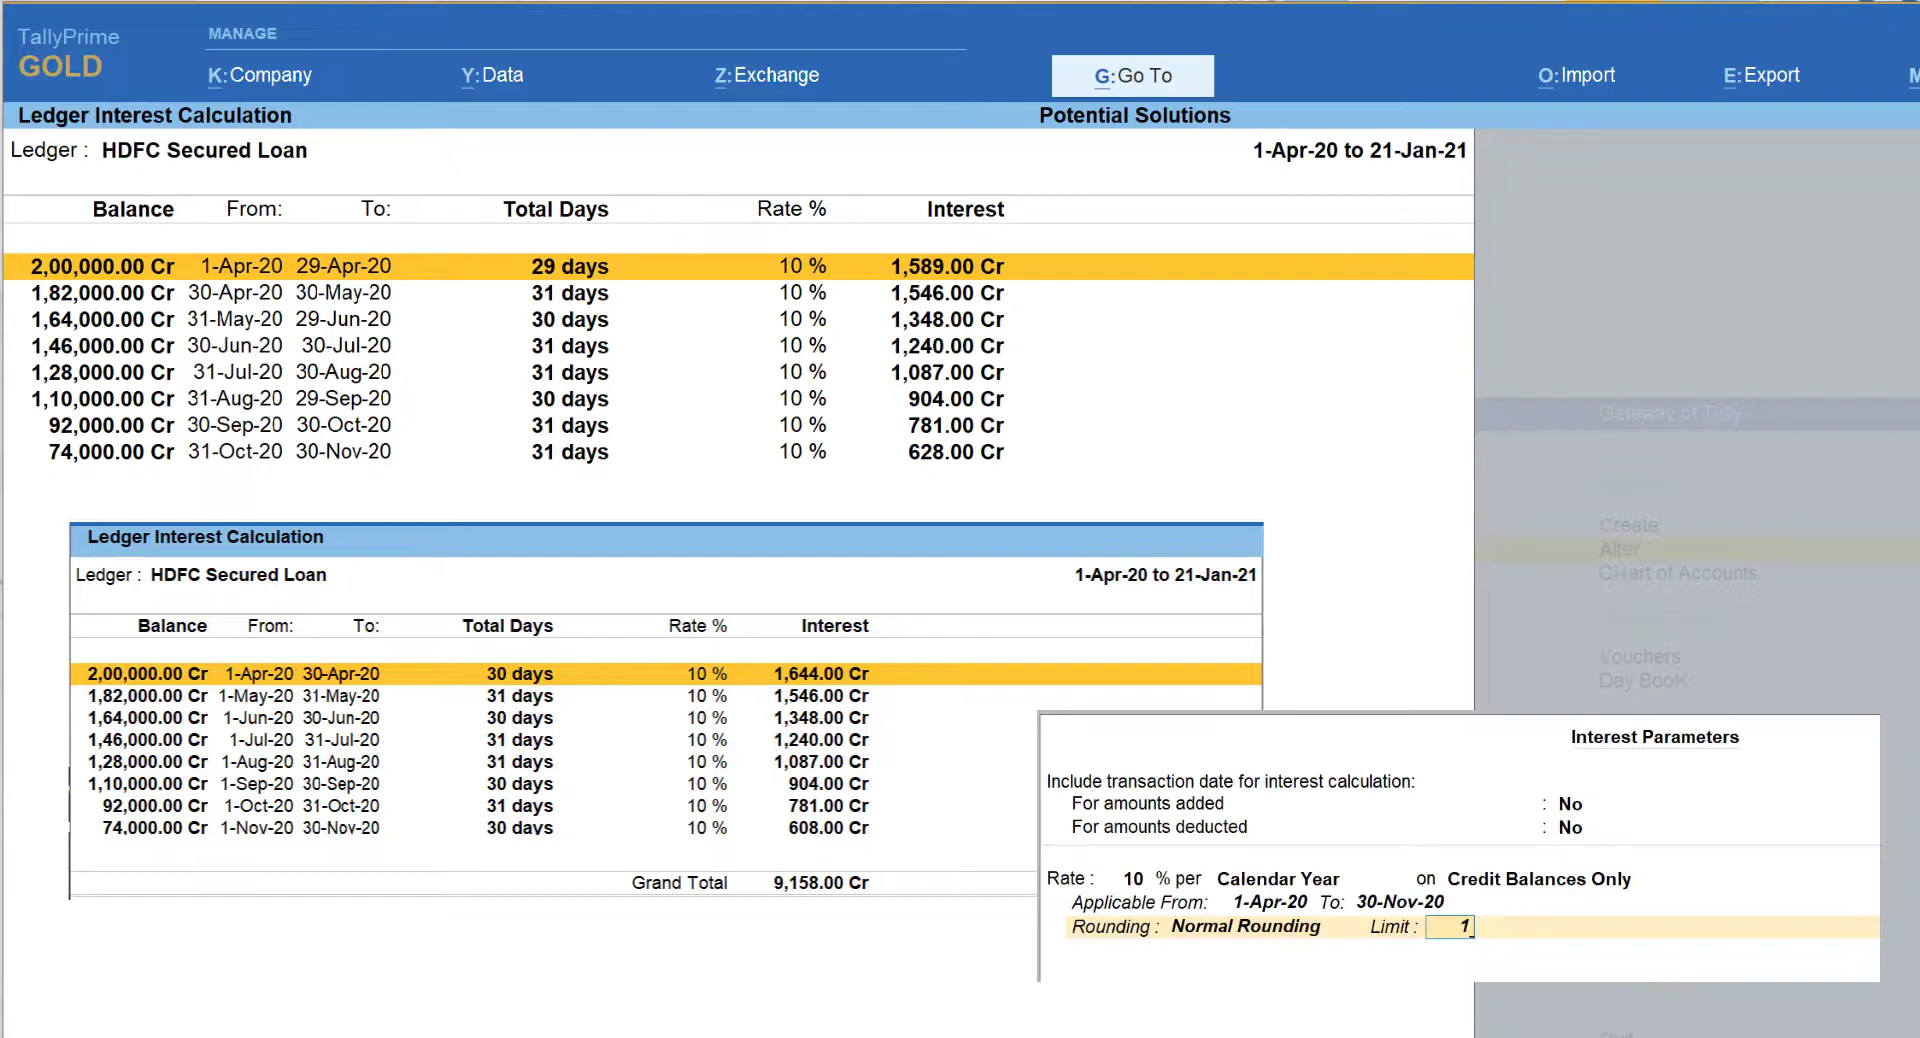 TallyPrime
GOLD
MANAGE
K:Company Y:Data Z:Exchange G:Go To O:Import E:Export M
Ledger Interest Calculation Potential Solutions
Ledger : HDFC Secured Loan 1-Apr-20 to 21-Jan-21
Balance From: To: Total Days Rate % Interest
2,00,000.00 Cr 1-Apr-20 29-Apr-20 29 days 10 % 1,589.00 Cr
1,82,000.00 Cr 30-Apr-20 30-May-20 31 days 10 % 1,546.00 Cr
1,64,000.00 Cr 31-May-20 29-Jun-20 30 days 10 % 1,348.00 Cr
1,46,000.00 Cr 30-Jun-20 30-Jul-20 31 days 10 % 1,240.00 Cr
1,28,000.00 Cr 31-Jul-20 30-Aug-20 31 days 10 % 1,087.00 Cr
1,10,000.00 Cr 31-Aug-20 29-Sep-20 30 days 10 % 904.00 Cr
92,000.00 Cr 30-Sep-20 30-Oct-20 31 days 10 % 781.00 Cr
74,000.00 Cr 31-Oct-20 30-Nov-20 31 days 10 % 628.00 Cr
Gateway of Tally
Create
Alter
CHart of Accounts
Vouchers
Day BooK
Ledger Interest Calculation
Ledger : HDFC Secured Loan 1-Apr-20 to 21-Jan-21
Balance From: To: Total Days Rate % Interest
2,00,000.00 Cr 1-Apr-20 30-Apr-20 30 days 10 % 1,644.00 Cr
1,82,000.00 Cr 1-May-20 31-May-20 31 days 10 % 1,546.00 Cr
1,64,000.00 Cr 1-Jun-20 30-Jun-20 30 days 10 % 1,348.00 Cr
1,46,000.00 Cr 1-Jul-20 31-Jul-20 31 days 10 % 1,240.00 Cr
1,28,000.00 Cr 1-Aug-20 31-Aug-20 31 days 10 % 1,087.00 Cr
1,10,000.00 Cr 1-Sep-20 30-Sep-20 30 days 10 % 904.00 Cr
92,000.00 Cr 1-Oct-20 31-Oct-20 31 days 10 % 781.00 Cr
74,000.00 Cr 1-Nov-20 30-Nov-20 30 days 10 % 608.00 Cr
Grand Total 9,158.00 Cr
Interest Parameters
Include transaction date for interest calculation:
For amounts added : No
For amounts deducted : No
Rate : 10 % per Calendar Year on Credit Balances Only
Applicable From: 1-Apr-20 To: 30-Nov-20
Rounding : Normal Rounding Limit : 1